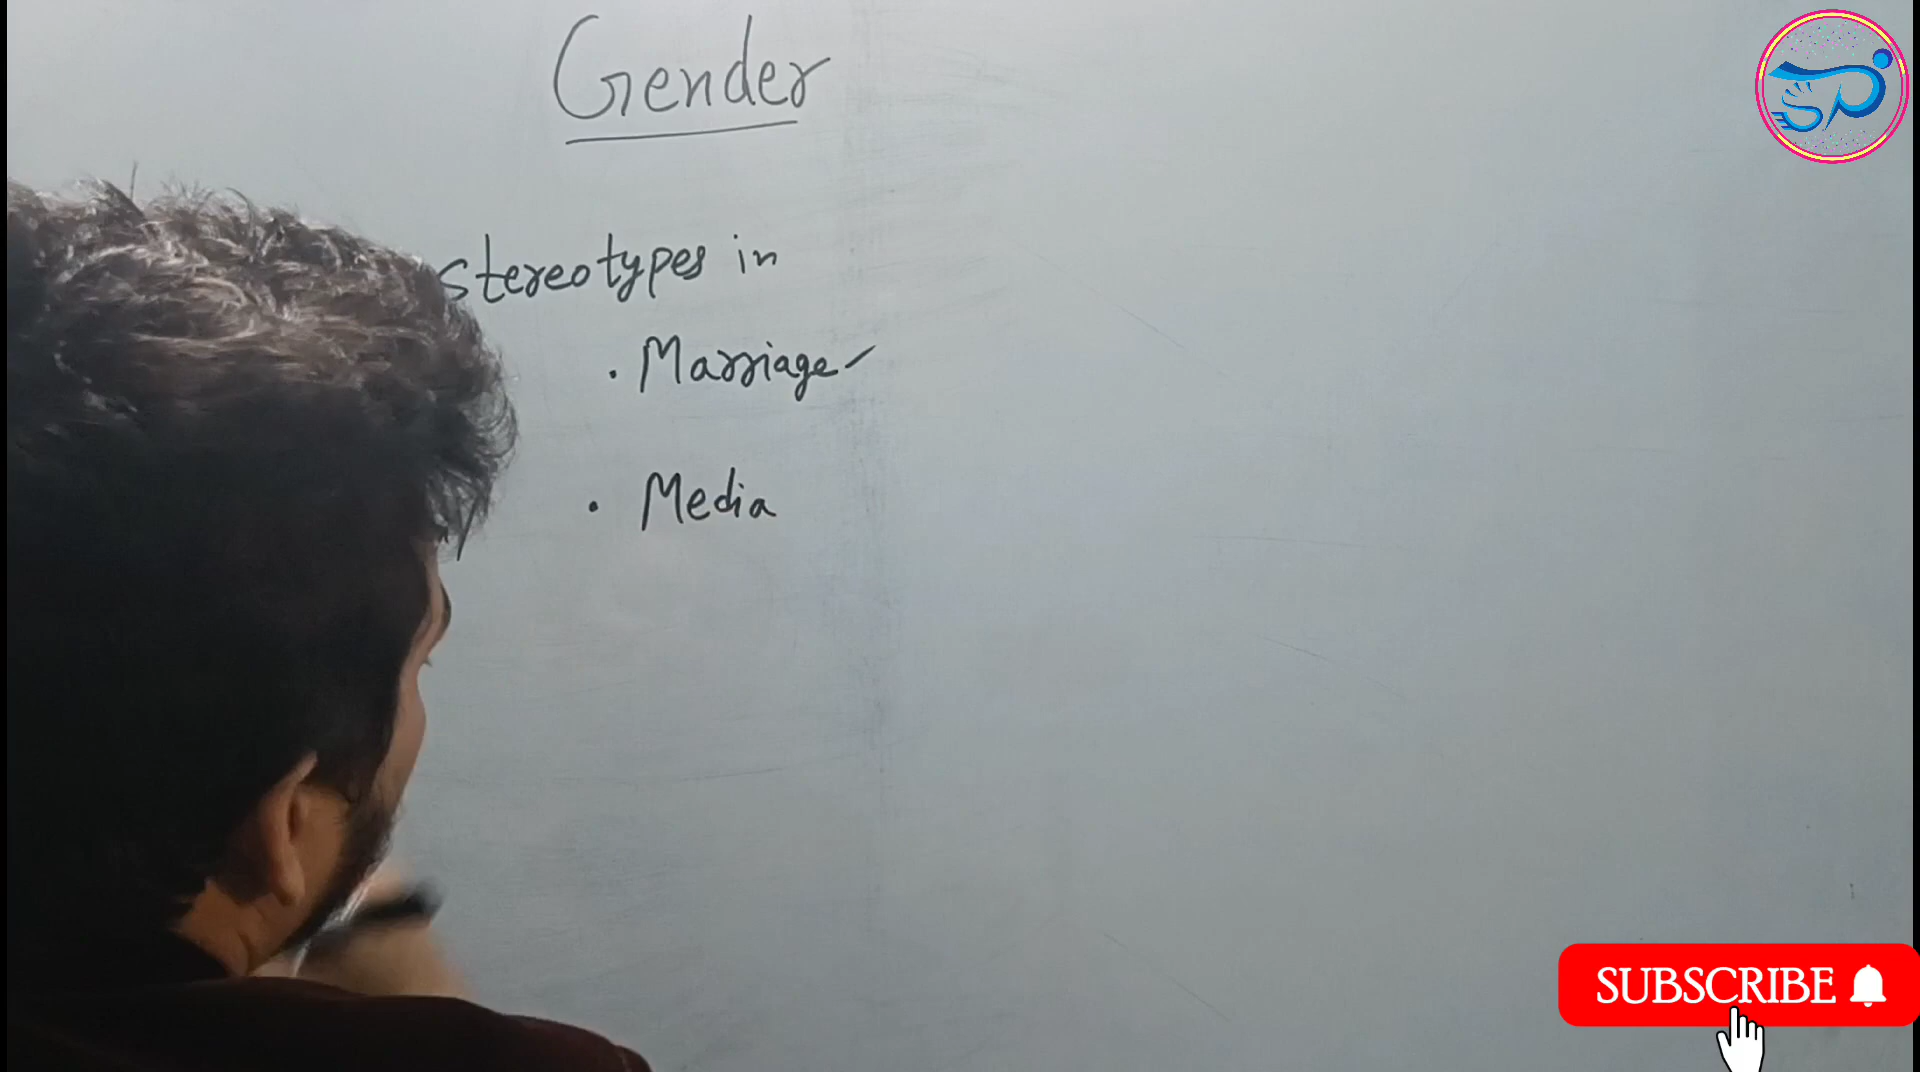 Gender
stereotypes in
. Marriage
. Media
SUBSCRIBE